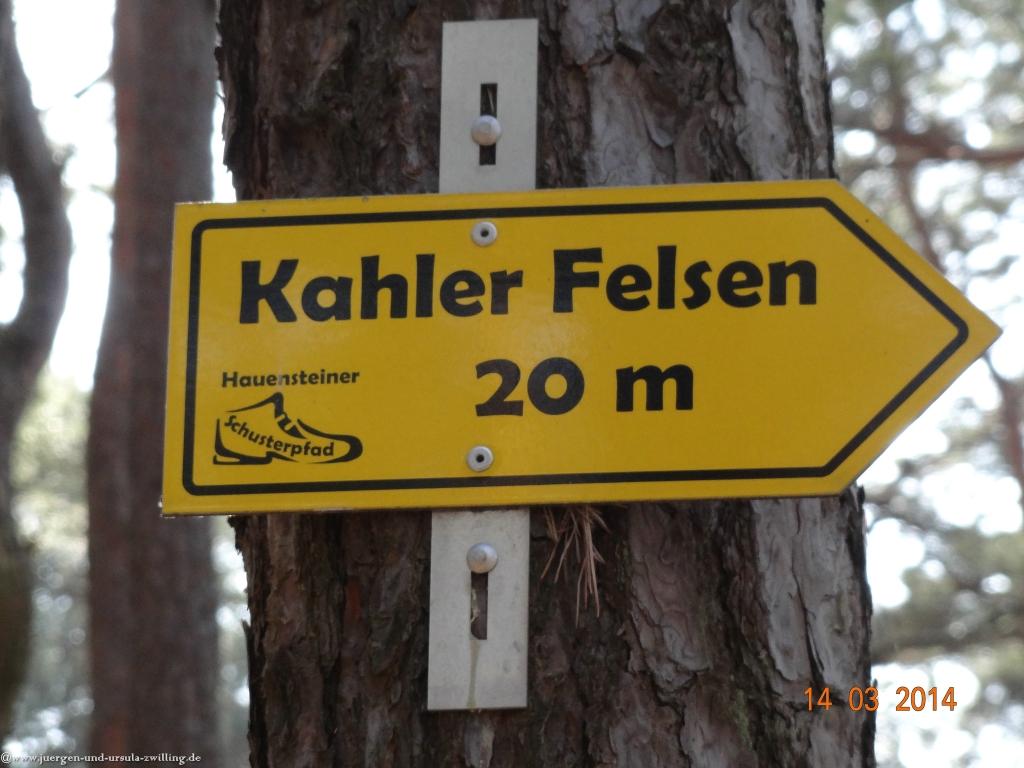 Kahler Felsen
20 m
Hauensteiner
Schusterpfad
14 03 2014
@www.juergen-und-ursula-zwilling.de